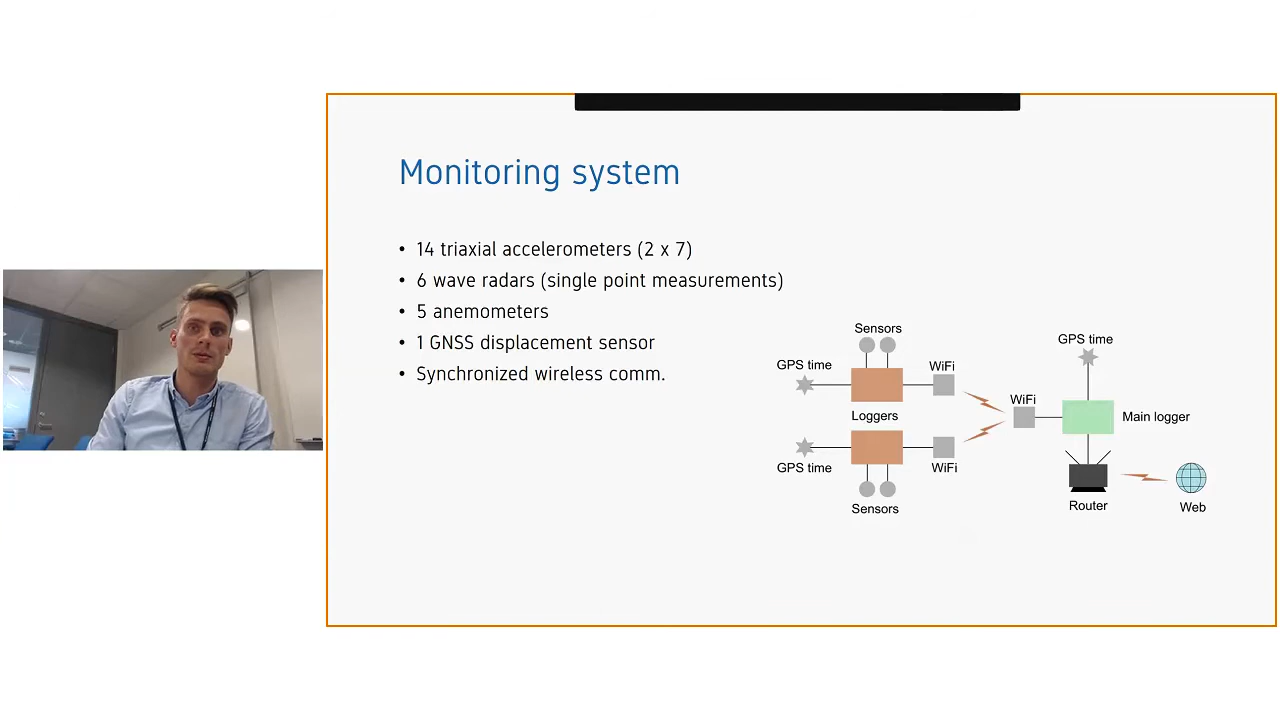 Monitoring system
• 14 triaxial accelerometers (2 x 7)
• 6 wave radars (single point measurements)
• 5 anemometers
• 1 GNSS displacement sensor
• Synchronized wireless comm.
Sensors
GPS time
WiFi
Loggers
GPS time
WiFi
Sensors
GPS time
WiFi
Main logger
Router
Web